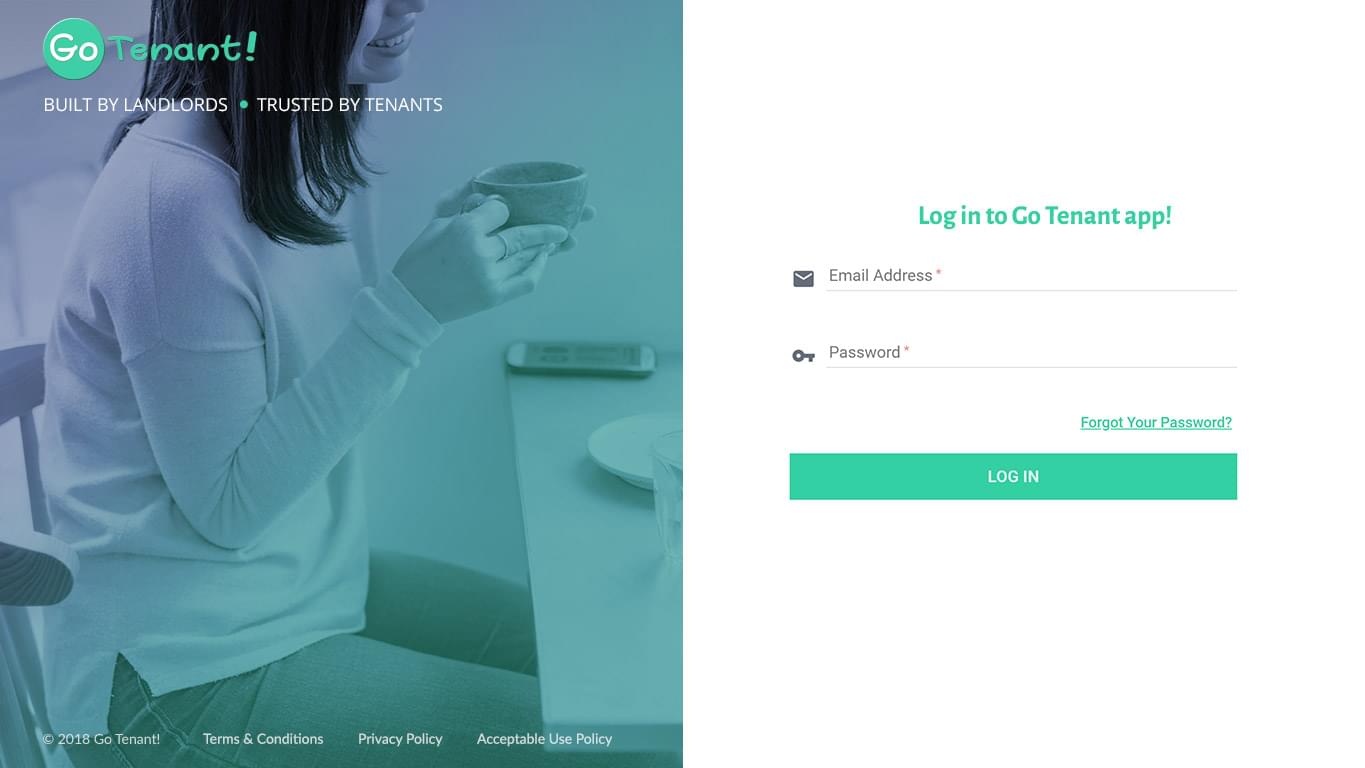 Go Tenant!
BUILT BY LANDLORDS • TRUSTED BY TENANTS
Log in to Go Tenant app!
Email Address *
Password *
Forgot Your Password?
LOG IN
© 2018 Go Tenant! Terms & Conditions Privacy Policy Acceptable Use Policy